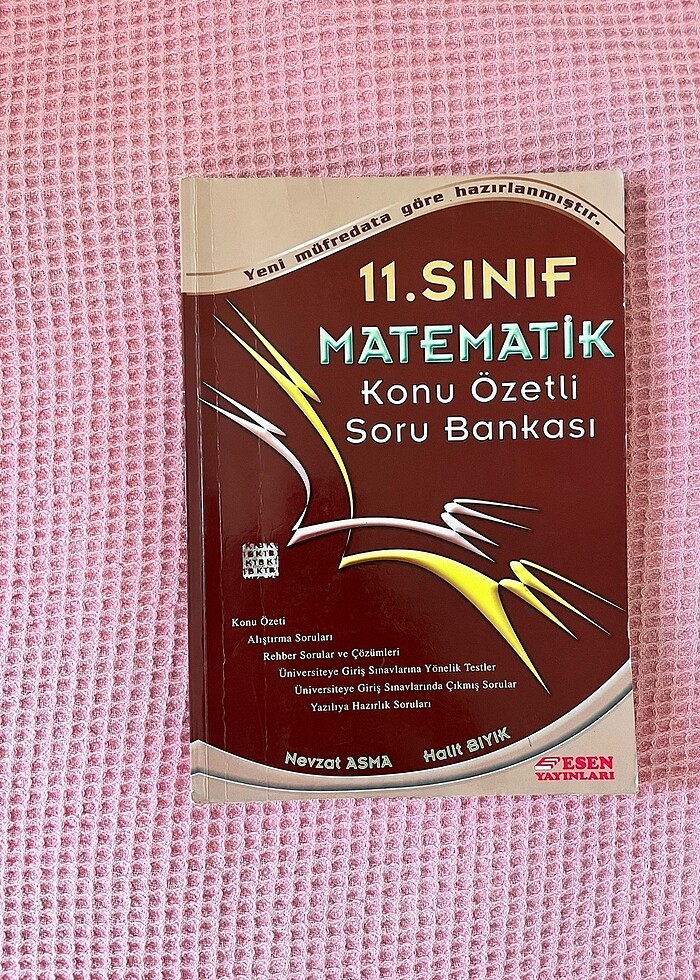 Yeni müfredata göre hazırlanmıştır.
11.SINIF
MATEMATİK
Konu Özetli
Soru Bankası
Konu Özeti
Alıştırma Soruları
Rehber Sorular ve Çözümleri
Üniversiteye Giriş Sınavlarına Yönelik Testler
Üniversiteye Giriş Sınavlarında Çıkmış Sorular
Yazılıya Hazırlık Soruları
Nevzat ASMA Halit BIYIK
ESEN
YAYINLARI